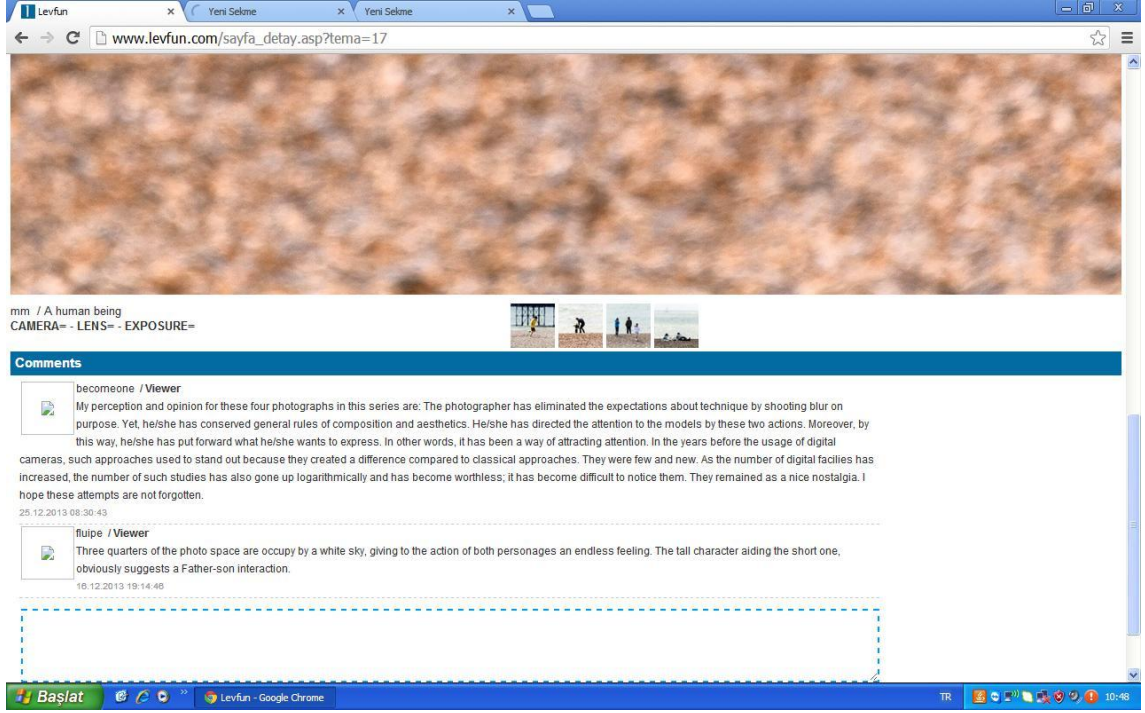 Levfun
Yeni Sekme
Yeni Sekme
www.levfun.com/sayfa_detay.asp?tema=17
mm / A human being
CAMERA= - LENS= - EXPOSURE=
Comments
becomeone / Viewer
My perception and opinion for these four photographs in this series are: The photographer has eliminated the expectations about technique by shooting blur on
purpose. Yet, he/she has conserved general rules of composition and aesthetics. He/she has directed the attention to the models by these two actions. Moreover, by
this way, he/she has put forward what he/she wants to express. In other words, it has been a way of attracting attention. In the years before the usage of digital
cameras, such approaches used to stand out because they created a difference compared to classical approaches. They were few and new. As the number of digital facilies has
increased, the number of such studies has also gone up logarithmically and has become worthless; it has become difficult to notice them. They remained as a nice nostalgia. I
hope these attempts are not forgotten.
25.12.2013 08:30:43
fluipe / Viewer
Three quarters of the photo space are occupy by a white sky, giving to the action of both personages an endless feeling. The tall character aiding the short one,
obviously suggests a Father-son interaction.
16.12.2013 19:14:46
Başlat
Levfun - Google Chrome
TR
10:48